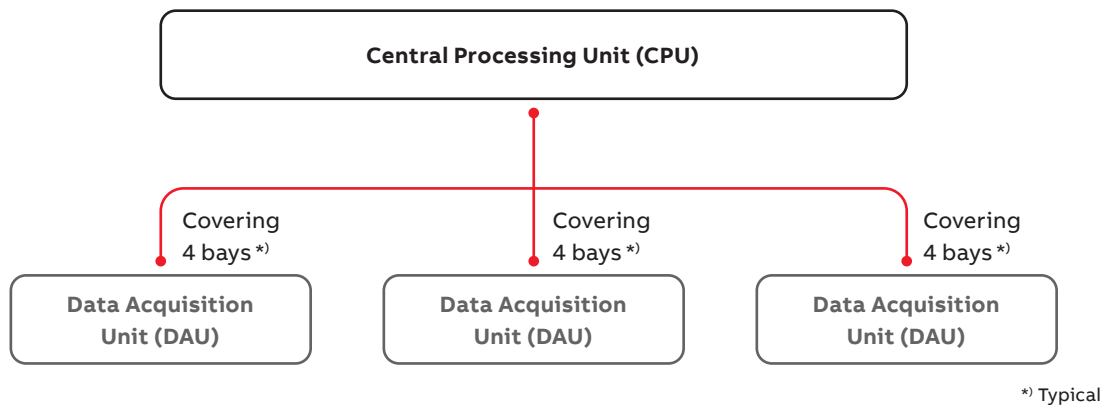 Central Processing Unit (CPU)
Covering
4 bays *)
Covering
4 bays *)
Covering
4 bays *)
Data Acquisition
Unit (DAU)
Data Acquisition
Unit (DAU)
Data Acquisition
Unit (DAU)
*) Typical